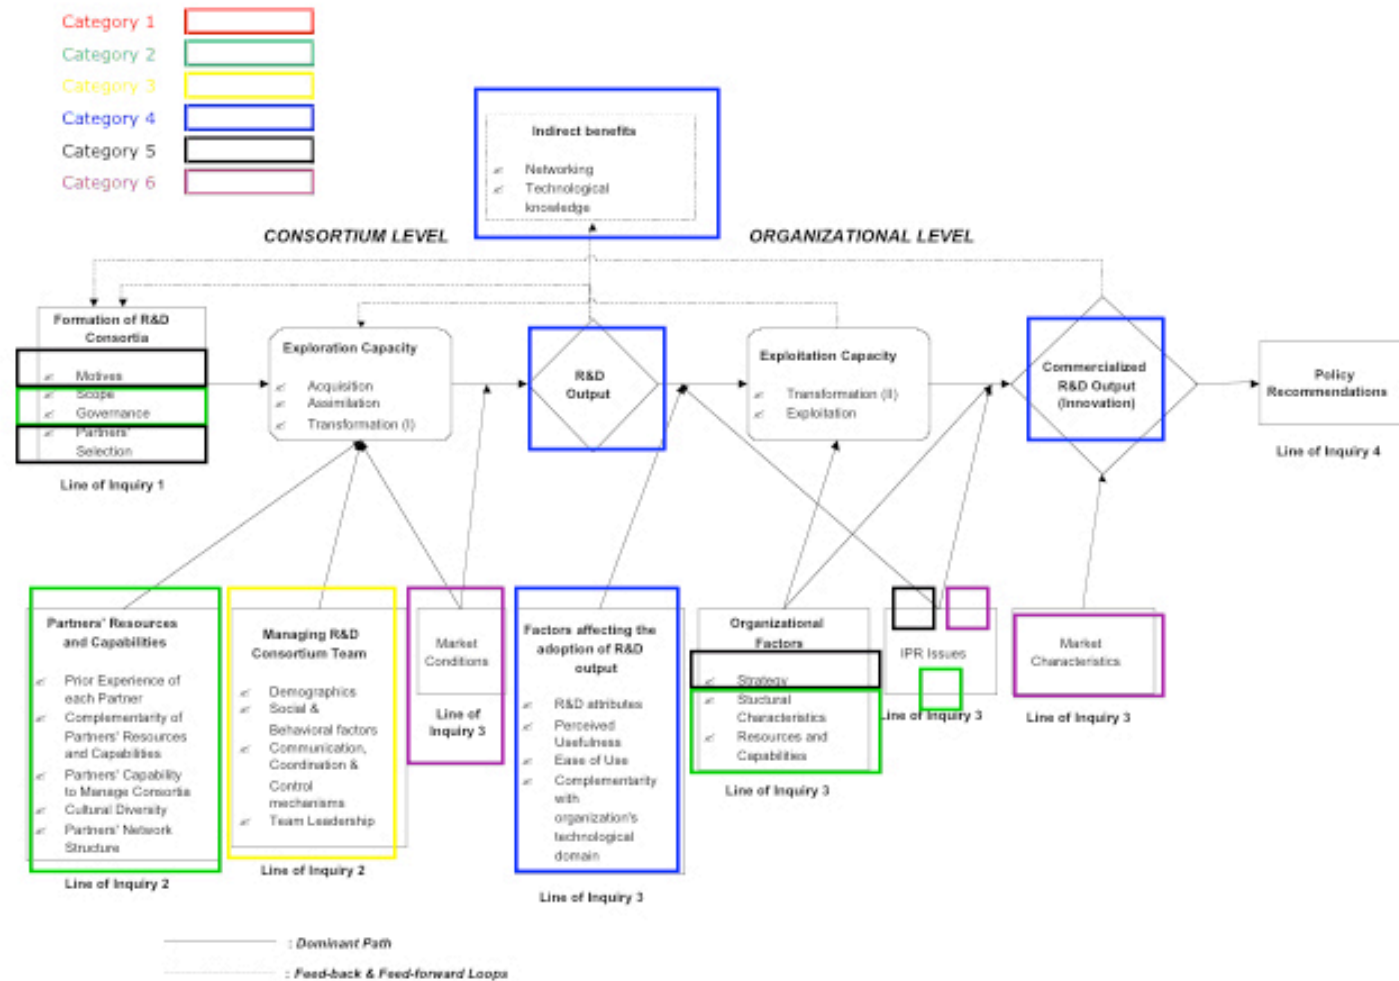 Category 1
Category 2
Category 3
Category 4
Category 5
Category 6
Indirect benefits
Networking
Technological
knowledge
CONSORTIUM LEVEL
ORGANIZATIONAL LEVEL
Formation of R&D
Consortia
Motives
Scope
Governance
Partners'
Selection
Line of Inquiry 1
Exploration Capacity
Acquisition
Assimilation
Transformation (I)
R&D
Output
Exploitation Capacity
Transformation (II)
Exploitation
Commercialized
R&D Output
(Innovation)
Policy
Recommendations
Line of Inquiry 4
Partners' Resources
and Capabilities
Prior Experience of
each Partner
Complementarity of
Partners' Resources
and Capabilities
Partners' Capability
to Manage Consortia
Cultural Diversity
Partners' Network
Structure
Line of Inquiry 2
Managing R&D
Consortium Team
Demographics
Social &
Behavioral factors
Communication,
Coordination &
Control
mechanisms
Team Leadership
Line of Inquiry 2
Market
Conditions
Line of
Inquiry 3
Factors affecting the
adoption of R&D
output
R&D attributes
Perceived
Usefulness
Ease of Use
Complementarity
with
organization's
technological
domain
Line of Inquiry 3
Organizational
Factors
Strategy
Stuctural
Characteristics
Resources and
Capabilities
Line of Inquiry 3
IPR Issues
Line of Inquiry 3
Market
Characteristics
Line of Inquiry 3
: Dominant Path
: Feed-back & Feed-forward Loops